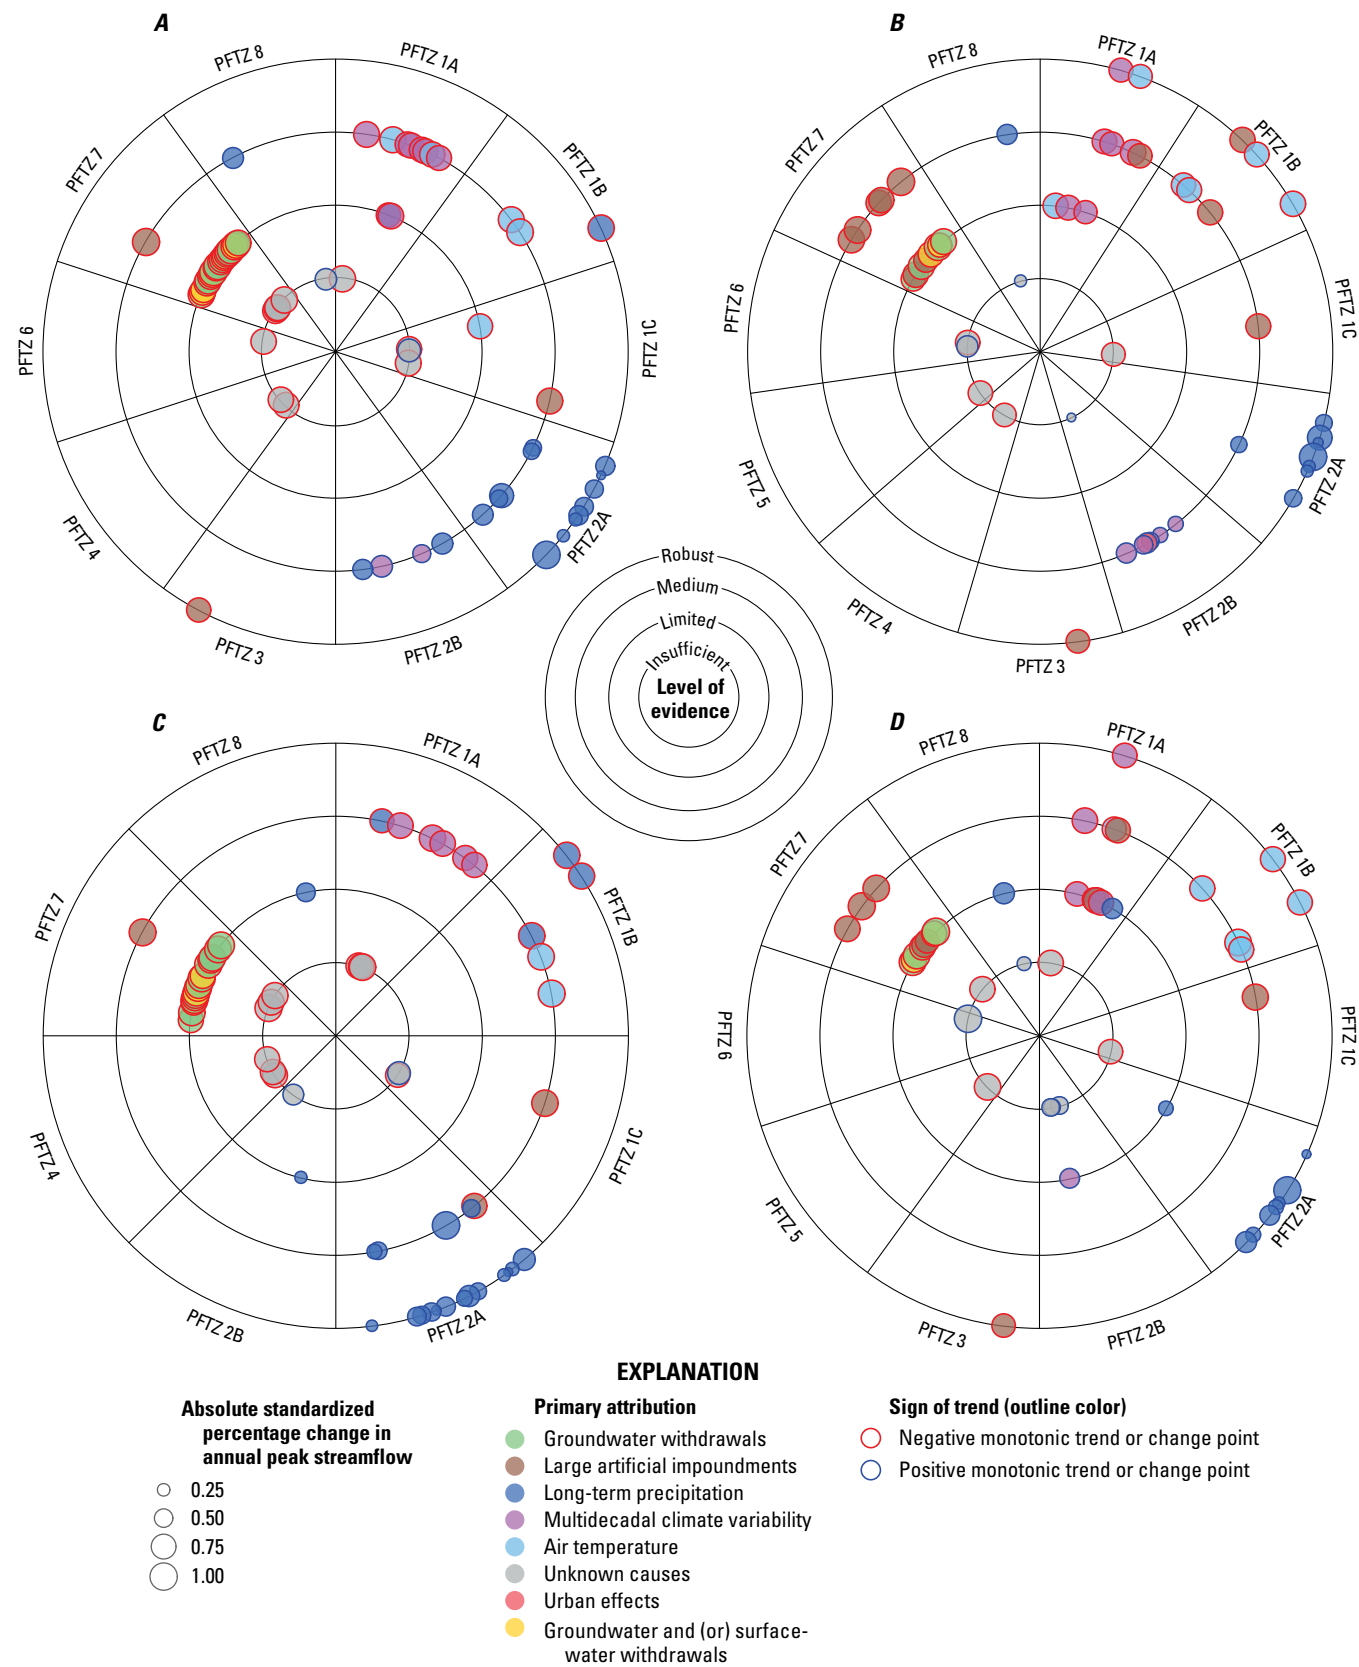 A
PFTZ 8
PFTZ 1A
PFTZ 7
PFTZ 1B
PFTZ 6
PFTZ 1C
PFTZ 4
PFTZ 2A
PFTZ 3
PFTZ 2B
B
PFTZ 8
PFTZ 1A
PFTZ 7
PFTZ 1B
PFTZ 6
PFTZ 1C
PFTZ 5
PFTZ 2A
PFTZ 4
PFTZ 2B
PFTZ 3
Robust
Medium
Limited
Insufficient
Level of
evidence
C
PFTZ 8
PFTZ 1A
PFTZ 7
PFTZ 1B
PFTZ 4
PFTZ 1C
PFTZ 2B
PFTZ 2A
D
PFTZ 8
PFTZ 1A
PFTZ 7
PFTZ 1B
PFTZ 6
PFTZ 1C
PFTZ 5
PFTZ 2A
PFTZ 3
PFTZ 2B
EXPLANATION
Absolute standardized
percentage change in
annual peak streamflow
0.25
0.50
0.75
1.00
Primary attribution
Groundwater withdrawals
Large artificial impoundments
Long-term precipitation
Multidecadal climate variability
Air temperature
Unknown causes
Urban effects
Groundwater and (or) surface-
water withdrawals
Sign of trend (outline color)
Negative monotonic trend or change point
Positive monotonic trend or change point